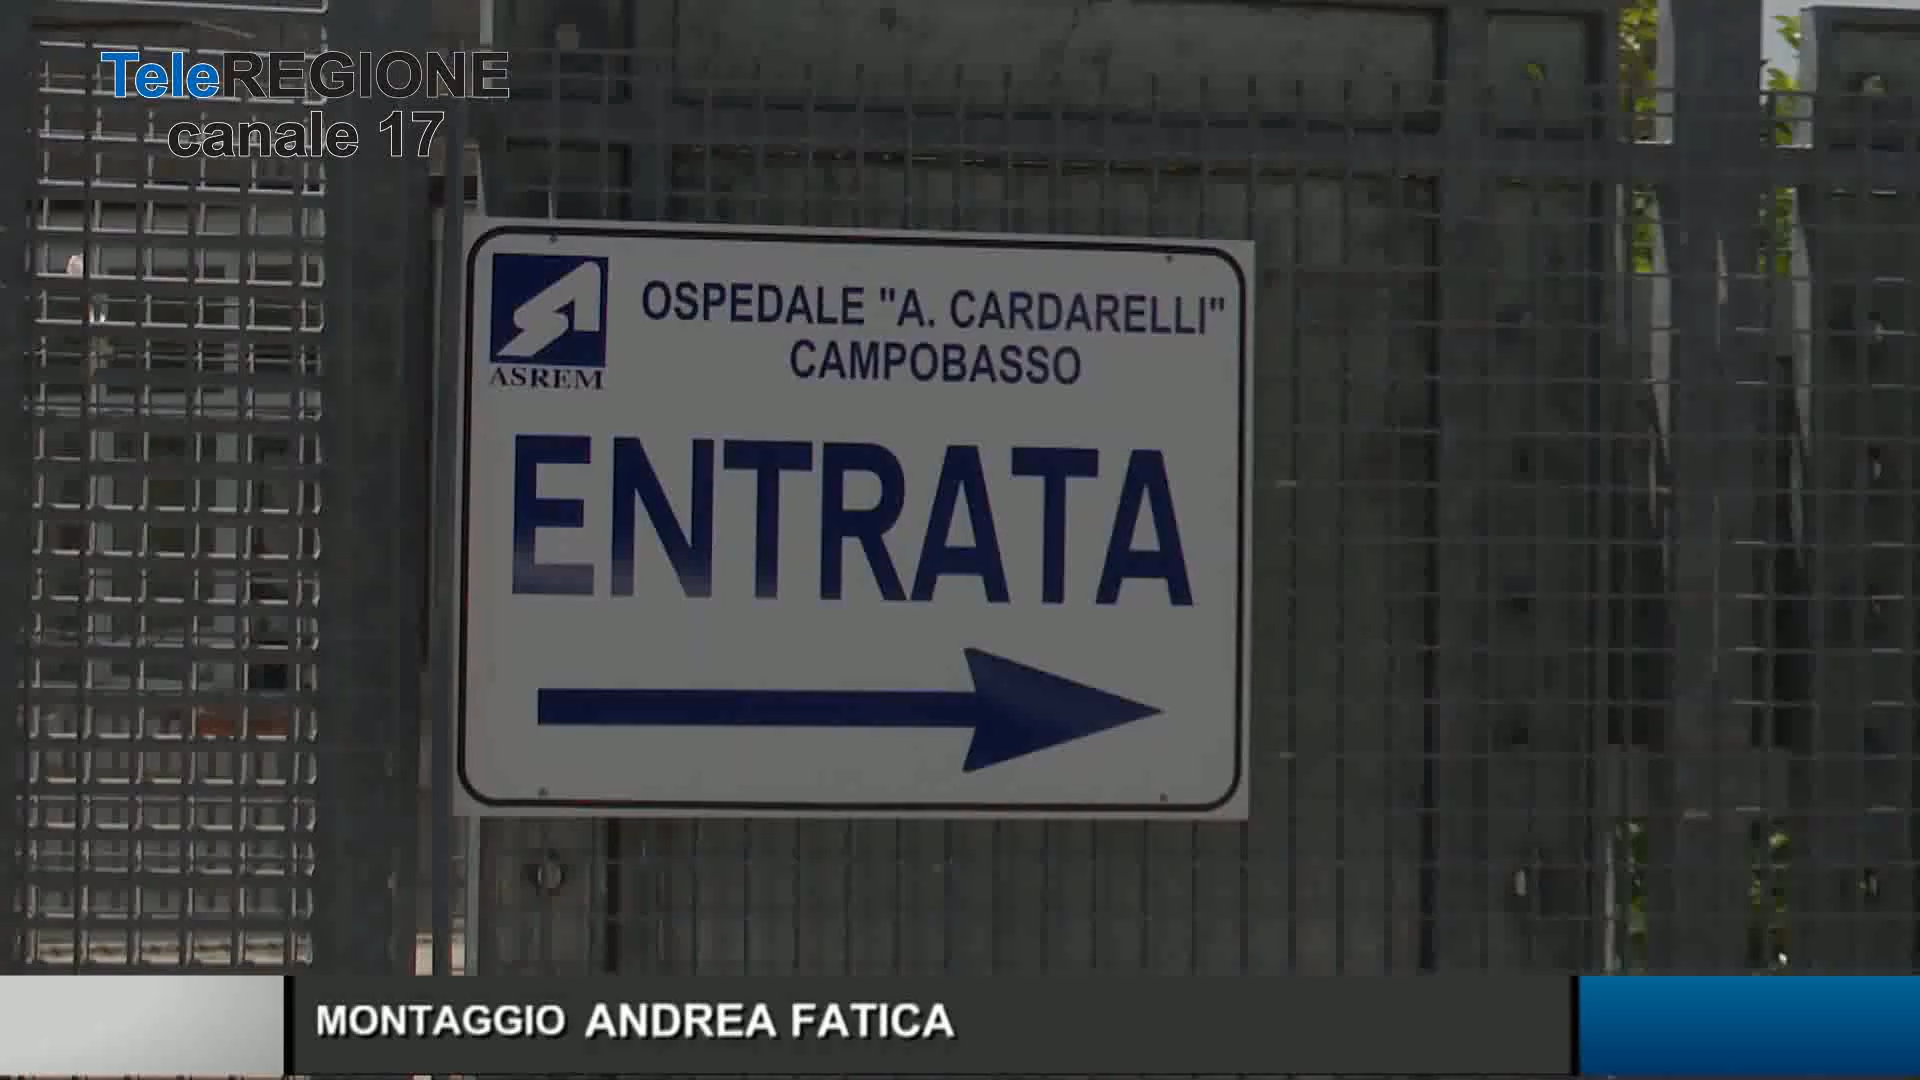 TeleREGIONE
canale 17
OSPEDALE "A. CARDARELLI"
CAMPOBASSO
ASREM
ENTRATA
MONTAGGIO ANDREA FATICA